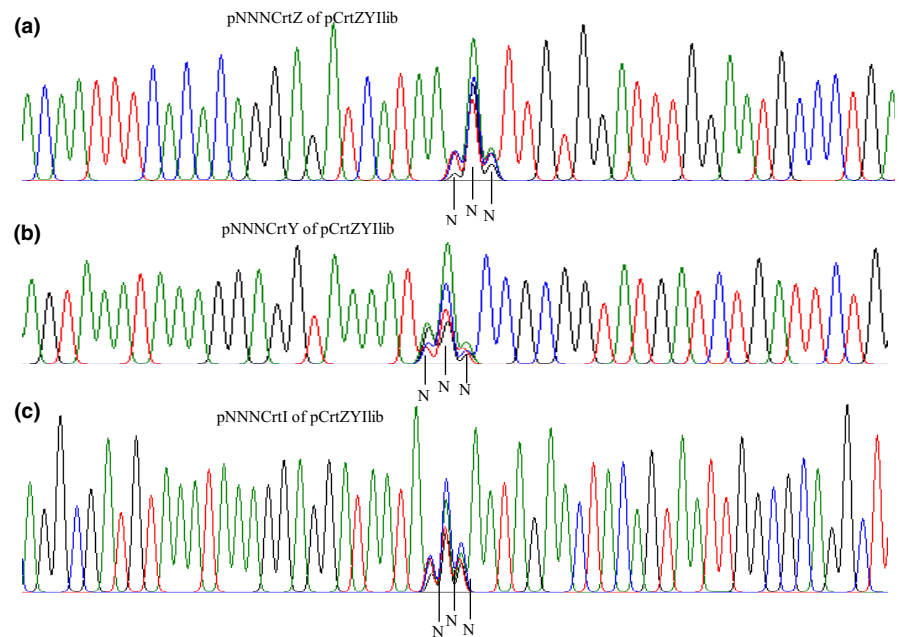 (a)
pNNNCrtZ of pCrtZYIlib
N N N
(b)
pNNNCrtY of pCrtZYIlib
N N N
(c)
pNNNCrtI of pCrtZYIlib
N N N